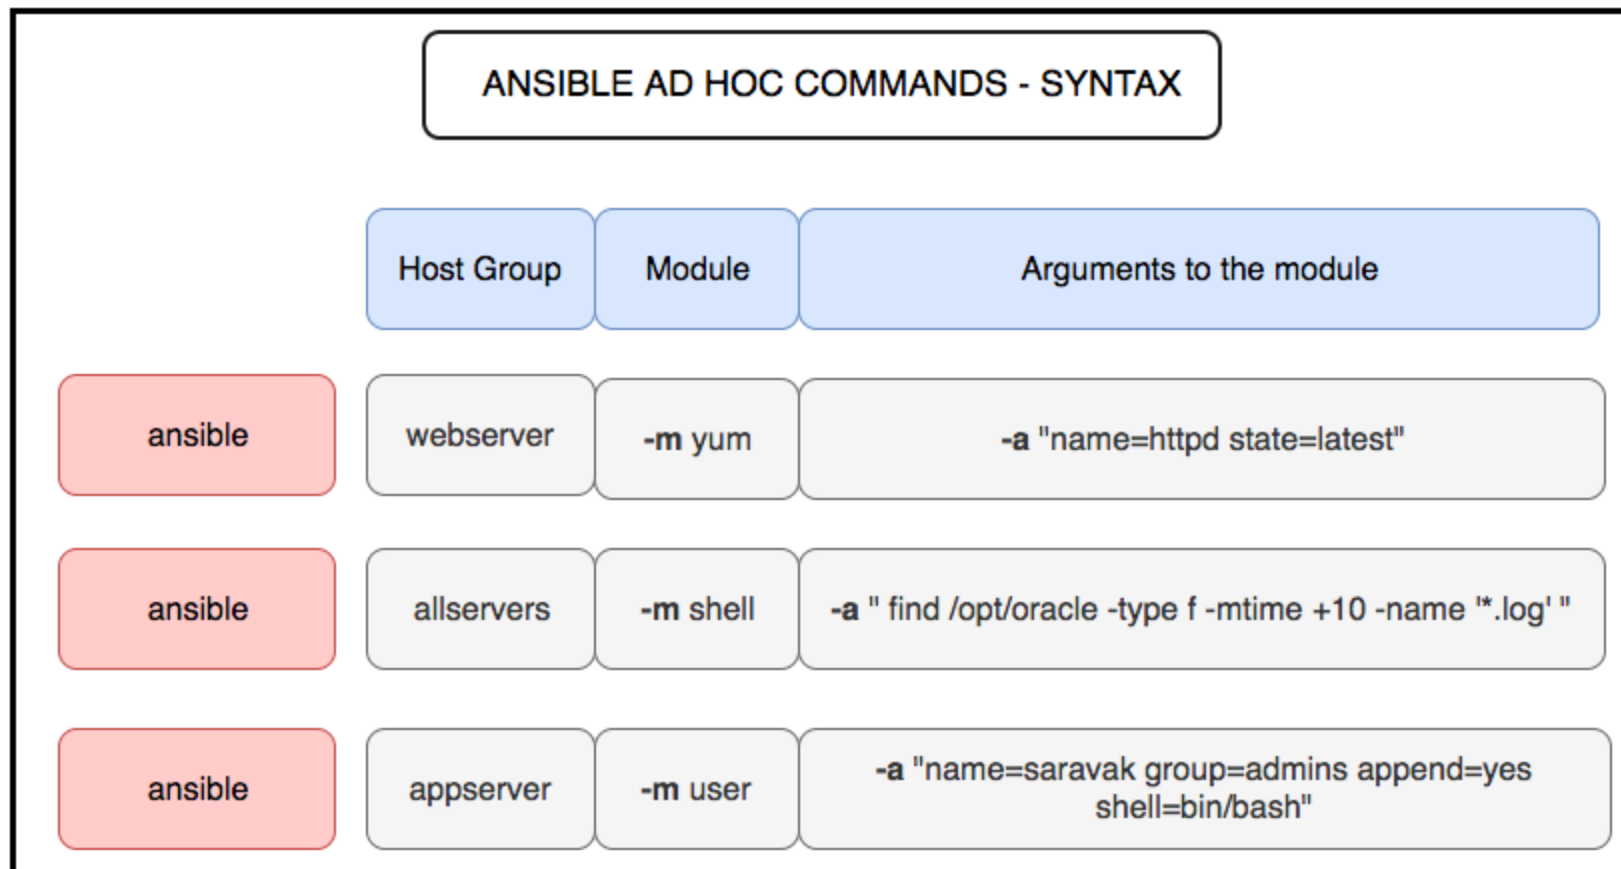 ANSIBLE AD HOC COMMANDS - SYNTAX
Host Group Module Arguments to the module
ansible webserver -m yum -a "name=httpd state=latest"
ansible allservers -m shell -a " find /opt/oracle -type f -mtime +10 -name '*.log' "
ansible appserver -m user -a "name=saravak group=admins append=yes
shell=bin/bash"